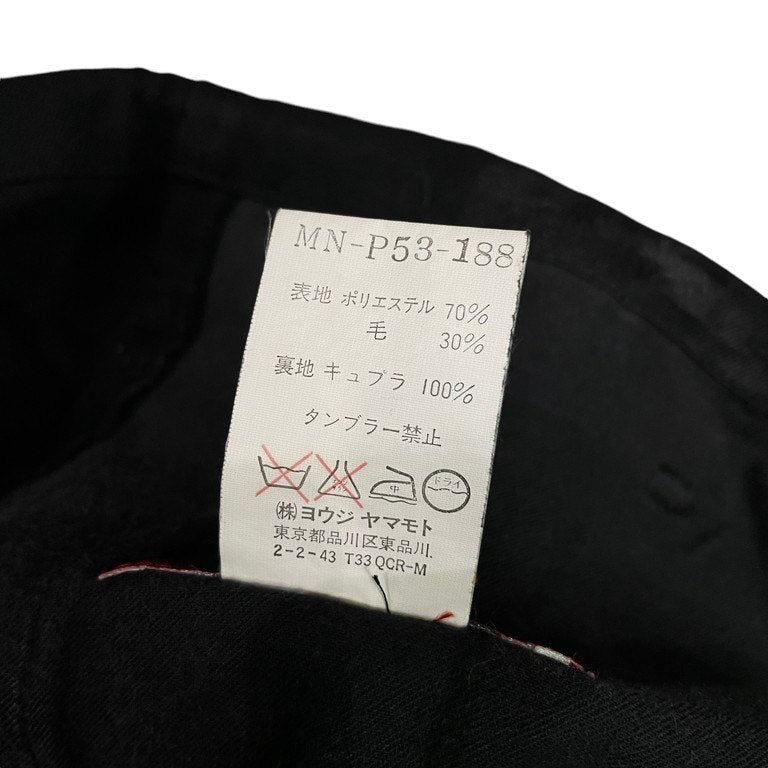 MN-P53-188
表地 ポリエステル 70%
毛 30%
裏地 キュプラ 100%
タンブラー禁止
中 ドライ
㈱ヨウジ ヤマモト
東京都品川区東品川
2-2-43 T33 QCR-M